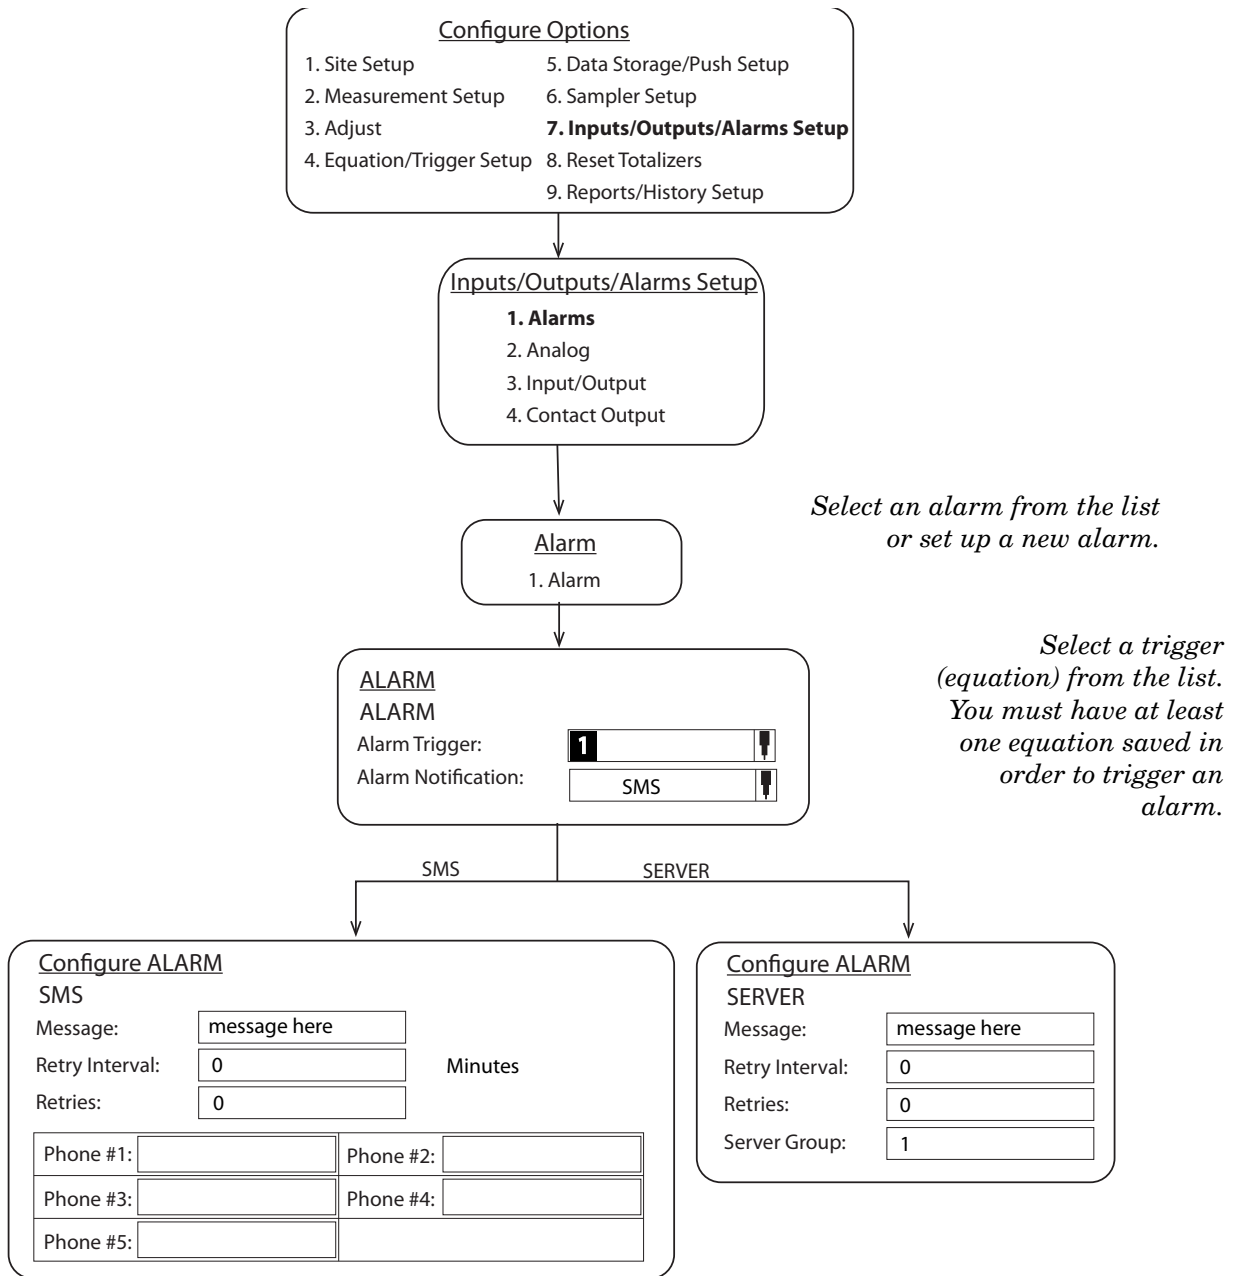 Configure Options
1. Site Setup
2. Measurement Setup
3. Adjust
4. Equation/Trigger Setup
5. Data Storage/Push Setup
6. Sampler Setup
7. Inputs/Outputs/Alarms Setup
8. Reset Totalizers
9. Reports/History Setup
Inputs/Outputs/Alarms Setup
1. Alarms
2. Analog
3. Input/Output
4. Contact Output
Select an alarm from the list
or set up a new alarm.
Alarm
1. Alarm
Select a trigger
(equation) from the list.
You must have at least
one equation saved in
order to trigger an
alarm.
ALARM
ALARM
Alarm Trigger: 1
Alarm Notification: SMS
SMS
SERVER
Configure ALARM
SMS
Message: message here
Retry Interval: 0 Minutes
Retries: 0
Phone #1: Phone #2:
Phone #3: Phone #4:
Phone #5:
Configure ALARM
SERVER
Message: message here
Retry Interval: 0
Retries: 0
Server Group: 1